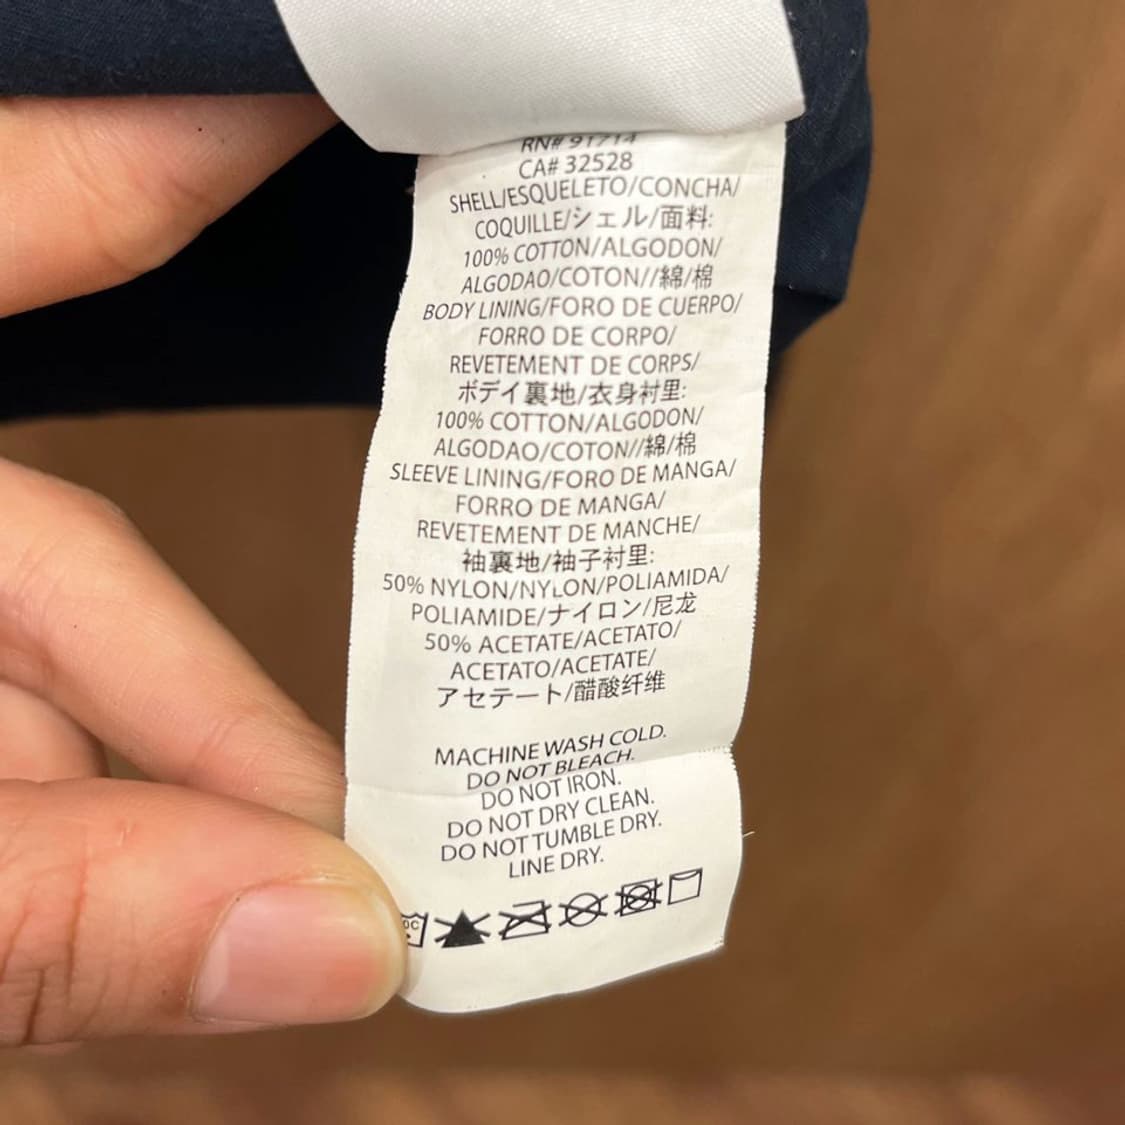 RN# 91714
CA# 32528
SHELL/ESQUELETO/CONCHA/
COQUILLE/シェル/面料:
100% COTTON/ALGODON/
ALGODAO/COTON//綿/棉
BODY LINING/FORO DE CUERPO/
FORRO DE CORPO/
REVETEMENT DE CORPS/
ボデイ裏地/衣身衬里:
100% COTTON/ALGODON/
ALGODAO/COTON//綿/棉
SLEEVE LINING/FORO DE MANGA/
FORRO DE MANGA/
REVETEMENT DE MANCHE/
袖裏地/袖子衬里:
50% NYLON/NYLON/POLIAMIDA/
POLIAMIDE/ナイロン/尼龙
50% ACETATE/ACETATO/
ACETATO/ACETATE/
アセテート/醋酸纤维
MACHINE WASH COLD.
DO NOT BLEACH.
DO NOT IRON.
DO NOT DRY CLEAN.
DO NOT TUMBLE DRY.
LINE DRY.